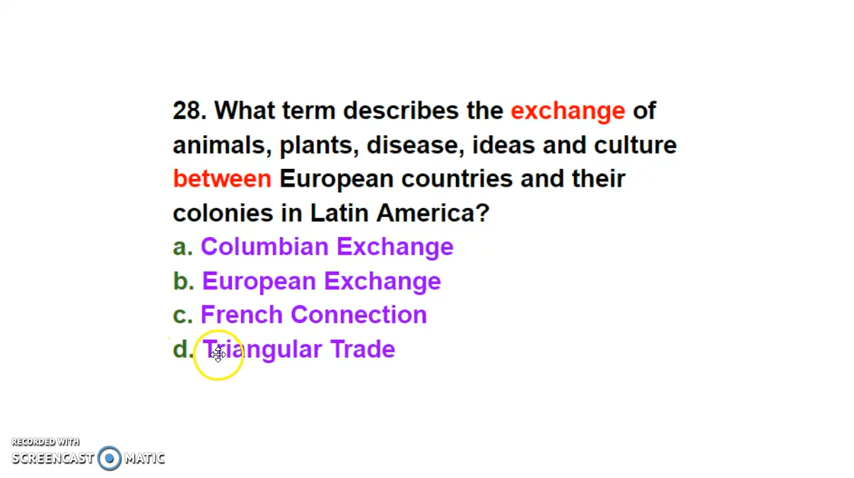 28. What term describes the exchange of
animals, plants, disease, ideas and culture
between European countries and their
colonies in Latin America?
a. Columbian Exchange
b. European Exchange
c. French Connection
d. Triangular Trade
RECORDED WITH
SCREENCAST MATIC